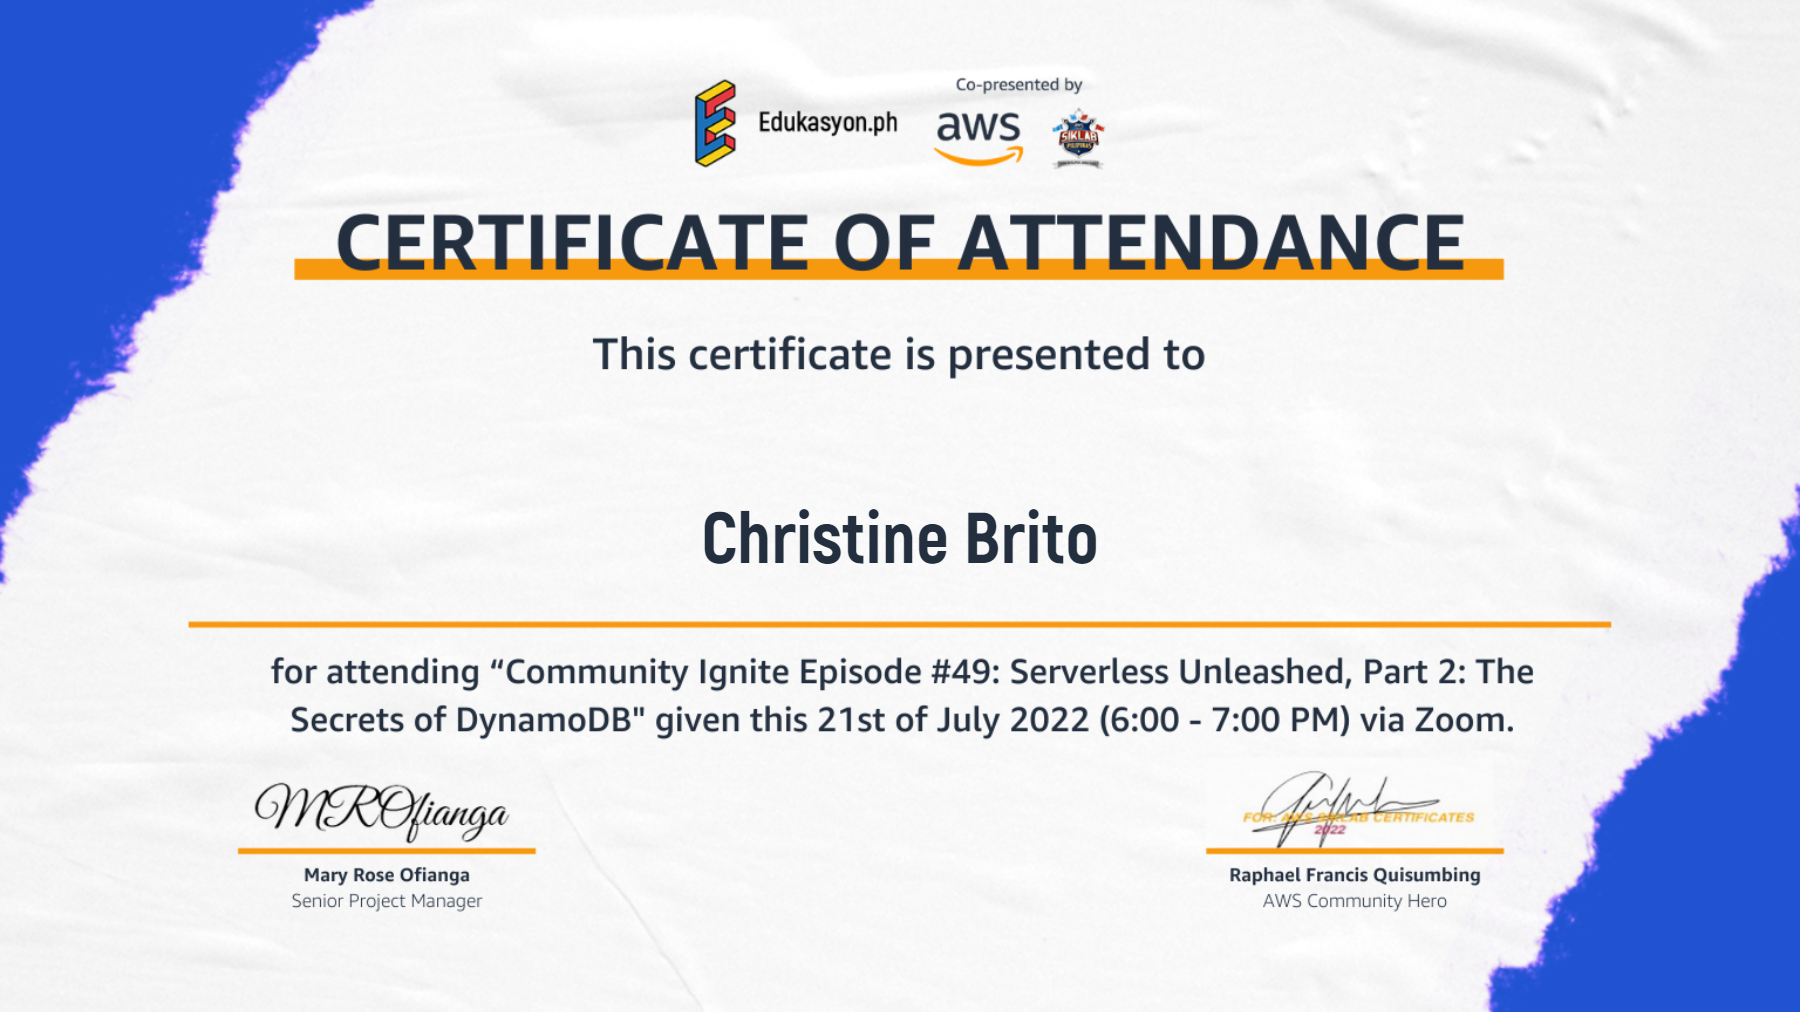 Co-presented by
Edukasyon.ph
aws
SIKLAB
PILIPINAS
CERTIFICATE OF ATTENDANCE
This certificate is presented to
Christine Brito
for attending “Community Ignite Episode #49: Serverless Unleashed, Part 2: The
Secrets of DynamoDB" given this 21st of July 2022 (6:00 - 7:00 PM) via Zoom.
MROfianga
Mary Rose Ofianga
Senior Project Manager
FOR: AWS SIKLAB CERTIFICATES
2022
Raphael Francis Quisumbing
AWS Community Hero